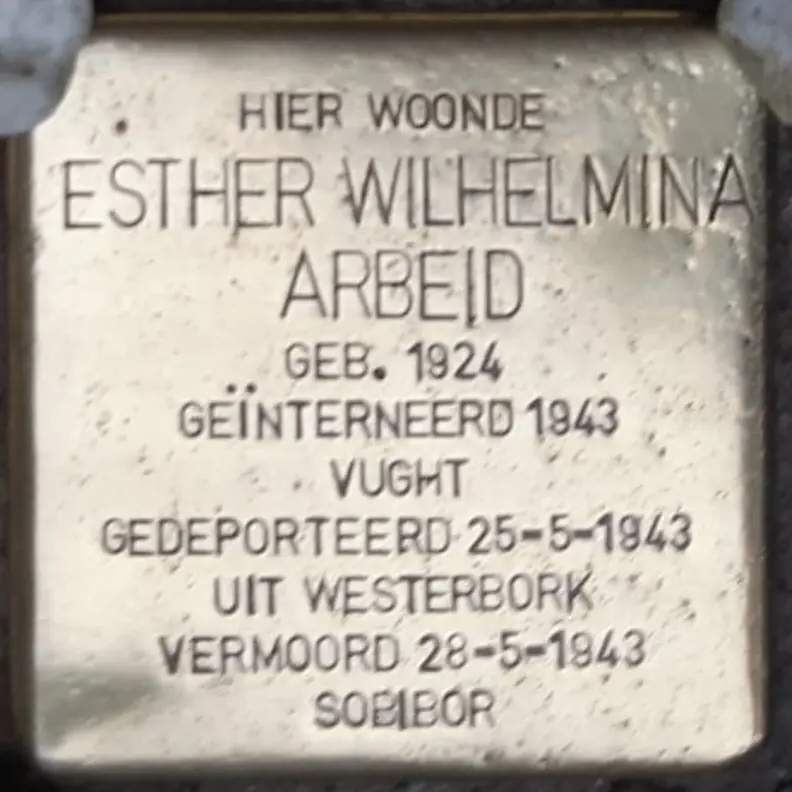 HIER WOONDE
ESTHER WILHELMINA
ARBEID
GEB. 1924
GEÏNTERNEERD 1943
VUGHT
GEDEPORTEERD 25-5-1943
UIT WESTERBORK
VERMOORD 28-5-1943
SOBIBOR